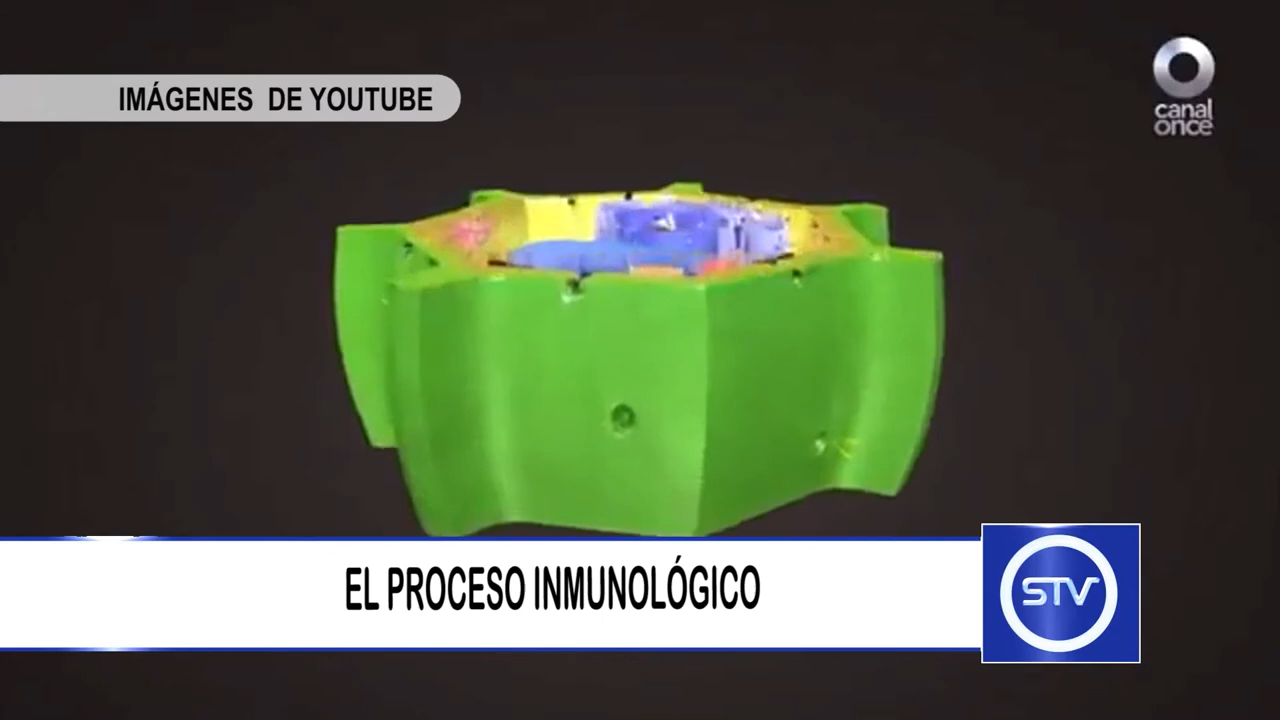 IMÁGENES DE YOUTUBE
canal
once
EL PROCESO INMUNOLÓGICO
STV